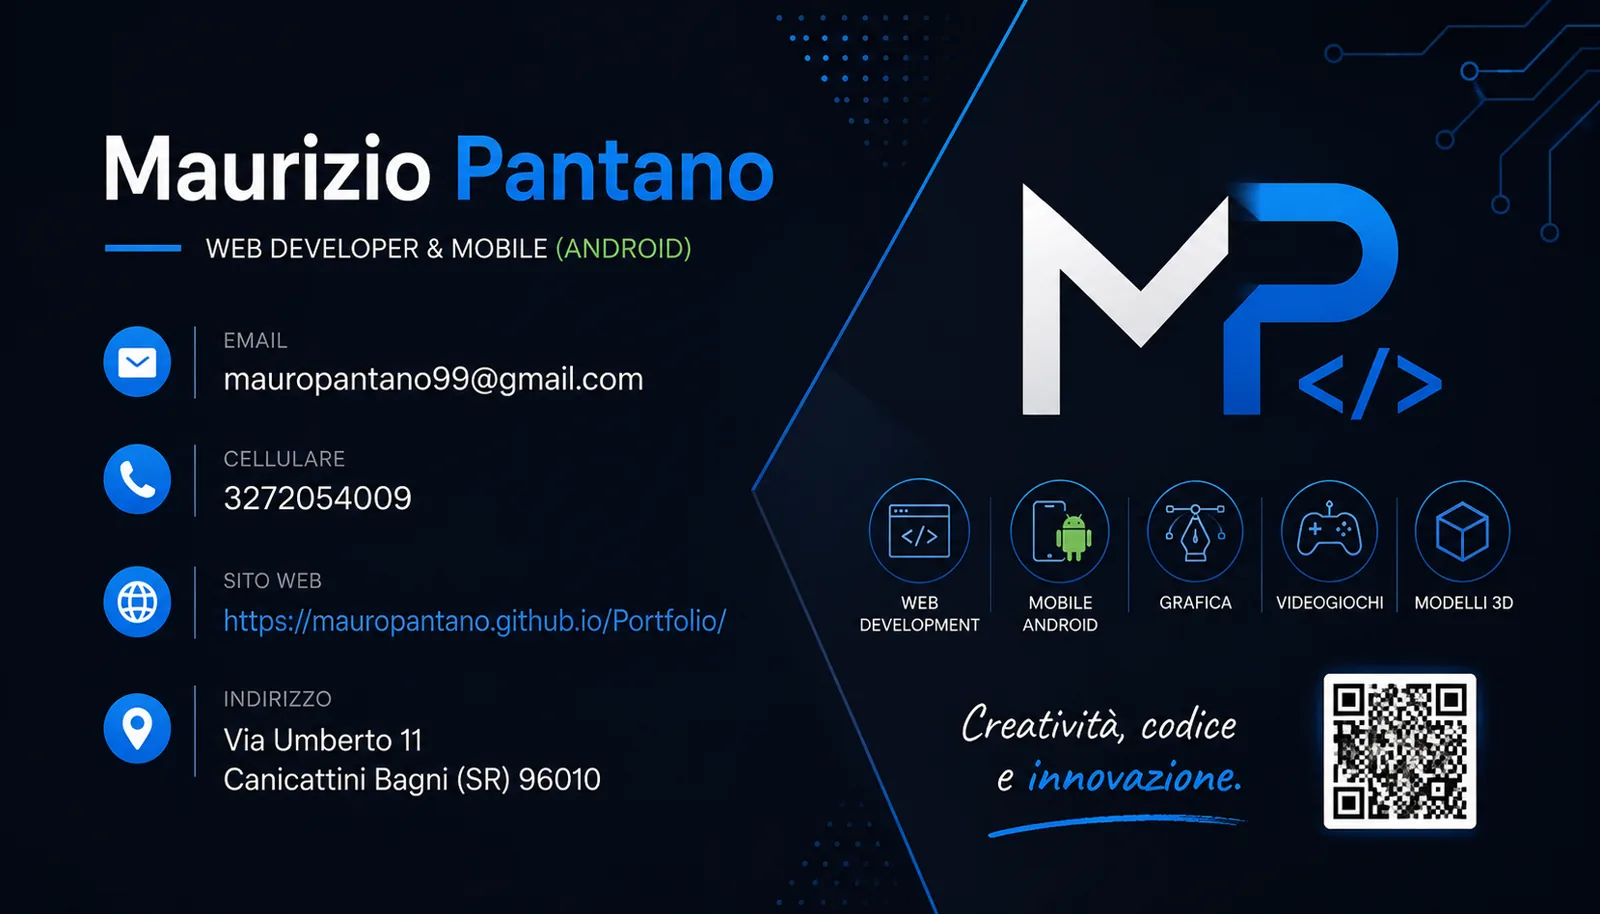 Maurizio Pantano
WEB DEVELOPER & MOBILE (ANDROID)
EMAIL
mauropantano99@gmail.com
CELLULARE
3272054009
SITO WEB
https://mauropantano.github.io/Portfolio/
INDIRIZZO
Via Umberto 11
Canicattini Bagni (SR) 96010
MP
</>
</>
WEB
DEVELOPMENT
MOBILE
ANDROID
GRAFICA
VIDEOGIOCHI
MODELLI 3D
Creatività, codice
e innovazione.